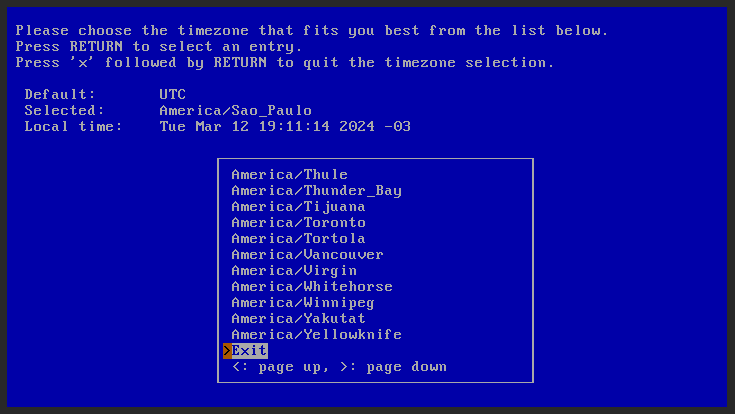 Please choose the timezone that fits you best from the list below.
Press RETURN to select an entry.
Press 'x' followed by RETURN to quit the timezone selection.
Default: UTC
Selected: America/Sao_Paulo
Local time: Tue Mar 12 19:11:14 2024 -03
America/Thule
America/Thunder_Bay
America/Tijuana
America/Toronto
America/Tortola
America/Vancouver
America/Virgin
America/Whitehorse
America/Winnipeg
America/Yakutat
America/Yellowknife
>Exit
<: page up, >: page down